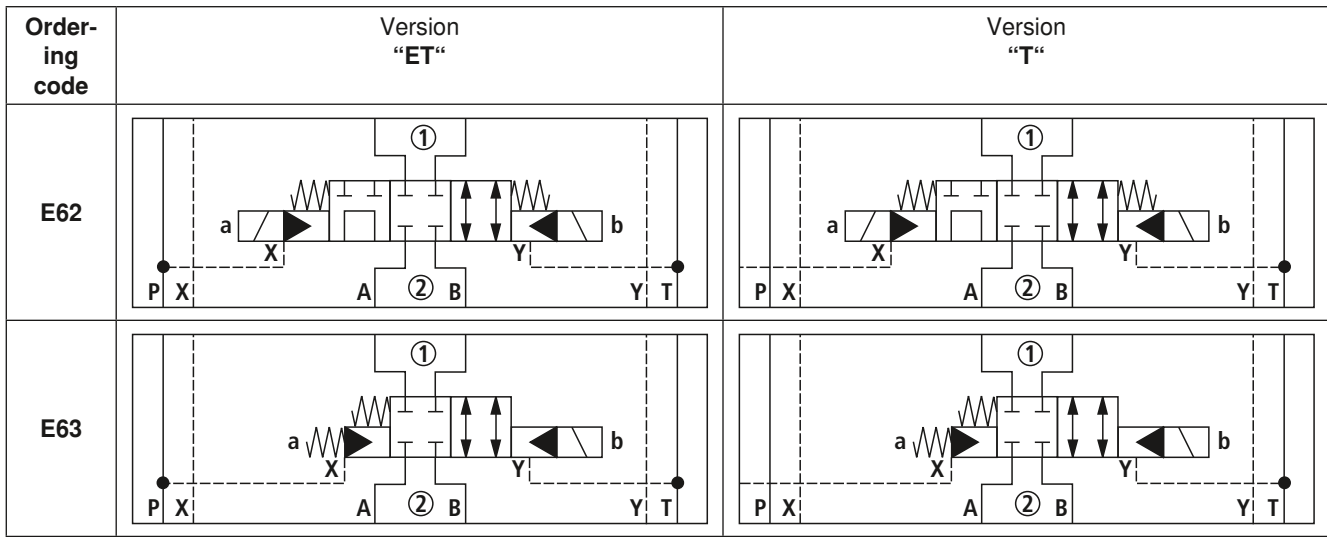 Order-
ing
code
Version
“ET“
Version
“T“
E62
①
a
b
X
Y
P X A ② B Y T
①
a
b
X
Y
P X A ② B Y T
E63
①
a
b
X
Y
P X A ② B Y T
①
a
b
X
Y
P X A ② B Y T